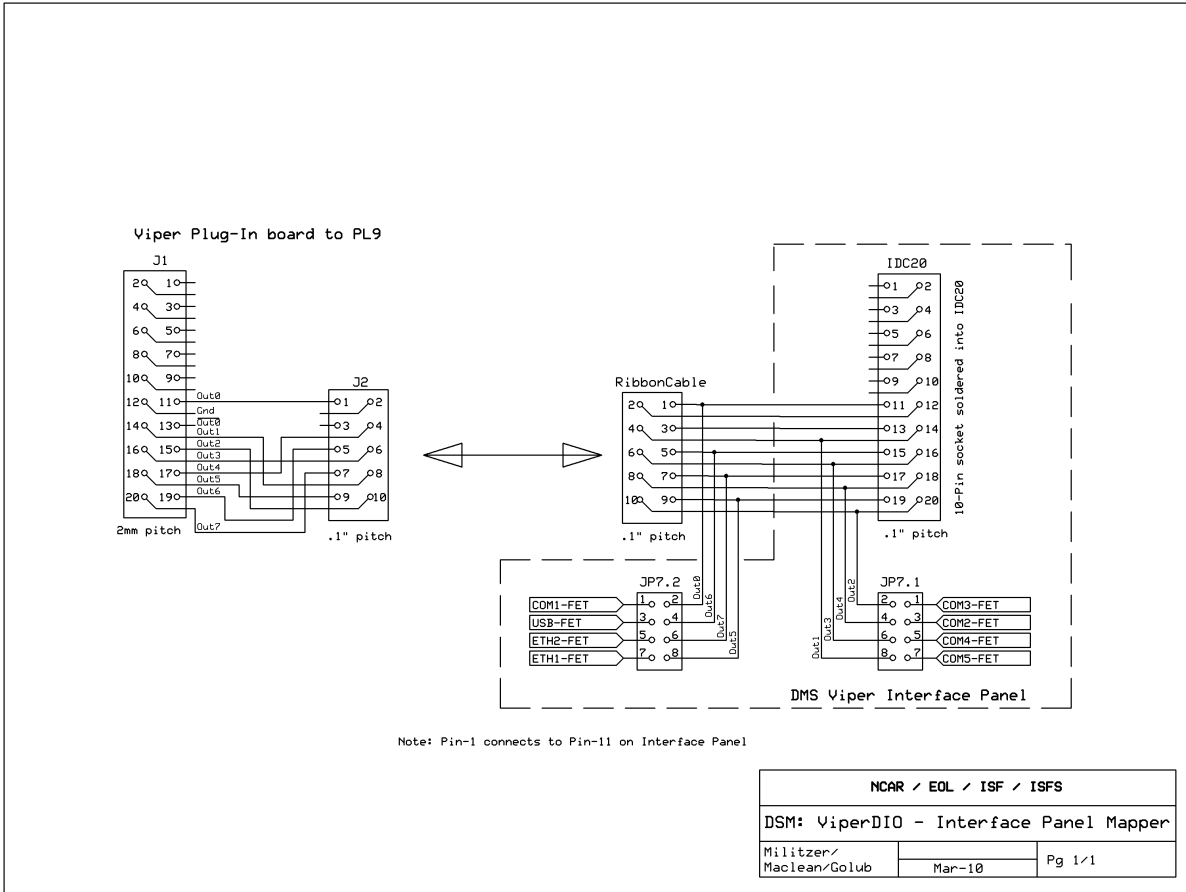 Viper Plug-In board to PL9
J1
2 1
4 3
6 5
8 7
10 9
12 11
14 13
16 15
18 17
20 19
2mm pitch
Out0
Gnd
Out0
Out1
Out2
Out3
Out4
Out5
Out6
Out7
J2
1 2
3 4
5 6
7 8
9 10
.1" pitch
RibbonCable
2 1
4 3
6 5
8 7
10 9
.1" pitch
IDC20
1 2
3 4
5 6
7 8
9 10
11 12
13 14
15 16
17 18
19 20
.1" pitch
10-Pin socket soldered into IDC20
JP7.2
COM1-FET 1 2
USB-FET 3 4
ETH2-FET 5 6
ETH1-FET 7 8
Out0
Out6
Out7
Out5
Out1
Out3
Out4
Out2
JP7.1
2 1 COM3-FET
4 3 COM2-FET
6 5 COM4-FET
8 7 COM5-FET
DMS Viper Interface Panel
Note: Pin-1 connects to Pin-11 on Interface Panel
NCAR / EOL / ISF / ISFS
DSM: ViperDIO - Interface Panel Mapper
Militzer/
Maclean/Golub
Mar-10
Pg 1/1